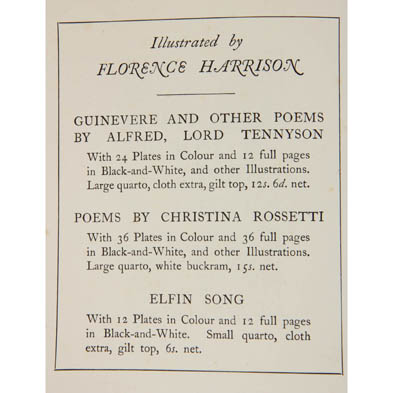 Illustrated by
FLORENCE HARRISON
GUINEVERE AND OTHER POEMS
BY ALFRED, LORD TENNYSON
With 24 Plates in Colour and 12 full pages
in Black-and-White, and other Illustrations.
Large quarto, cloth extra, gilt top, 12s. 6d. net.
POEMS BY CHRISTINA ROSSETTI
With 36 Plates in Colour and 36 full pages
in Black-and-White, and other Illustrations.
Large quarto, white buckram, 15s. net.
ELFIN SONG
With 12 Plates in Colour and 12 full pages
in Black-and-White. Small quarto, cloth
extra, gilt top, 6s. net.